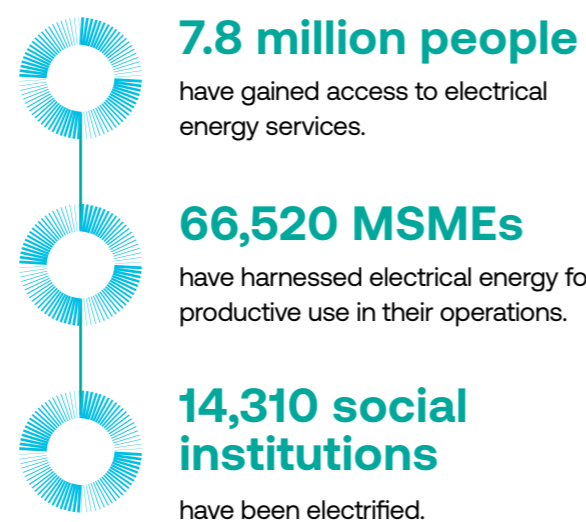 7.8 million people
have gained access to electrical
energy services.
66,520 MSMEs
have harnessed electrical energy fo
productive use in their operations.
14,310 social
institutions
have been electrified.